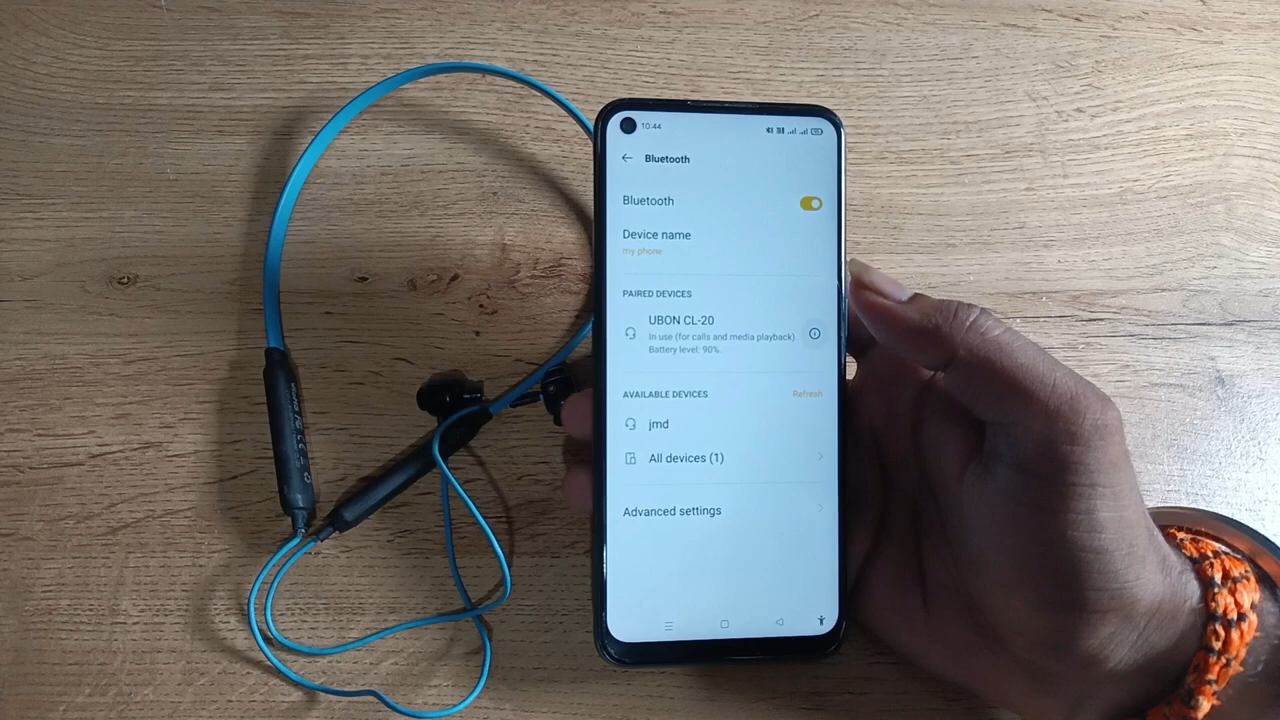 10:44
Bluetooth
Bluetooth
Device name
my phone
PAIRED DEVICES
UBON CL-20
In use (for calls and media playback)
Battery level: 90%.
AVAILABLE DEVICES Refresh
jmd
All devices (1)
Advanced settings